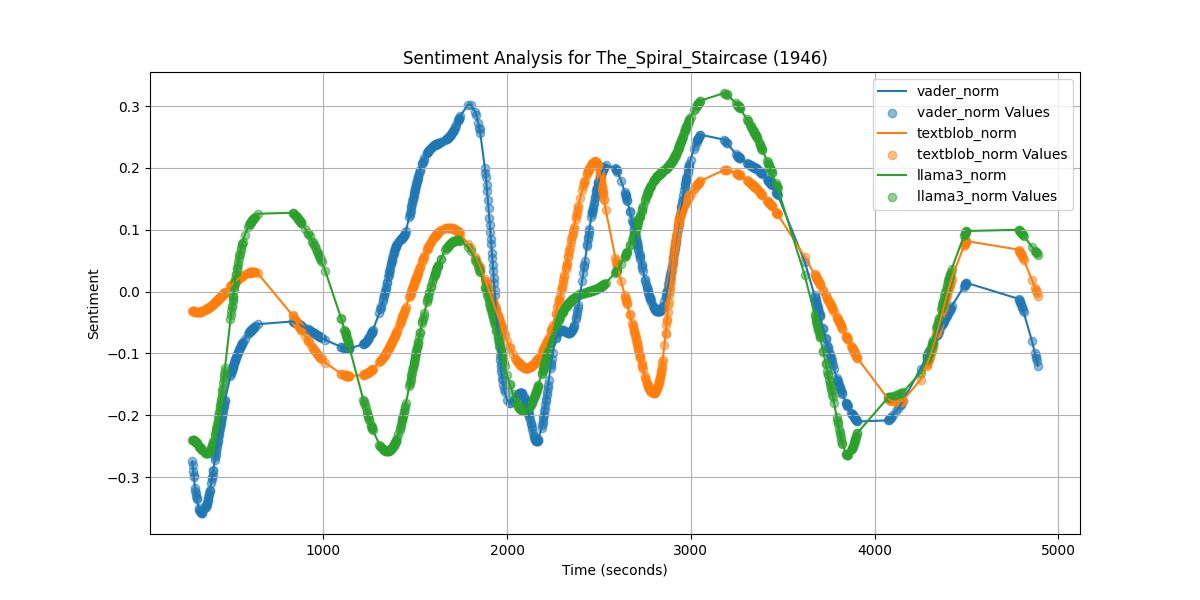 Sentiment Analysis for The_Spiral_Staircase (1946)
vader_norm
vader_norm Values
textblob_norm
textblob_norm Values
llama3_norm
llama3_norm Values
Sentiment
0.3
0.2
0.1
0.0
−0.1
−0.2
−0.3
1000 2000 3000 4000 5000
Time (seconds)